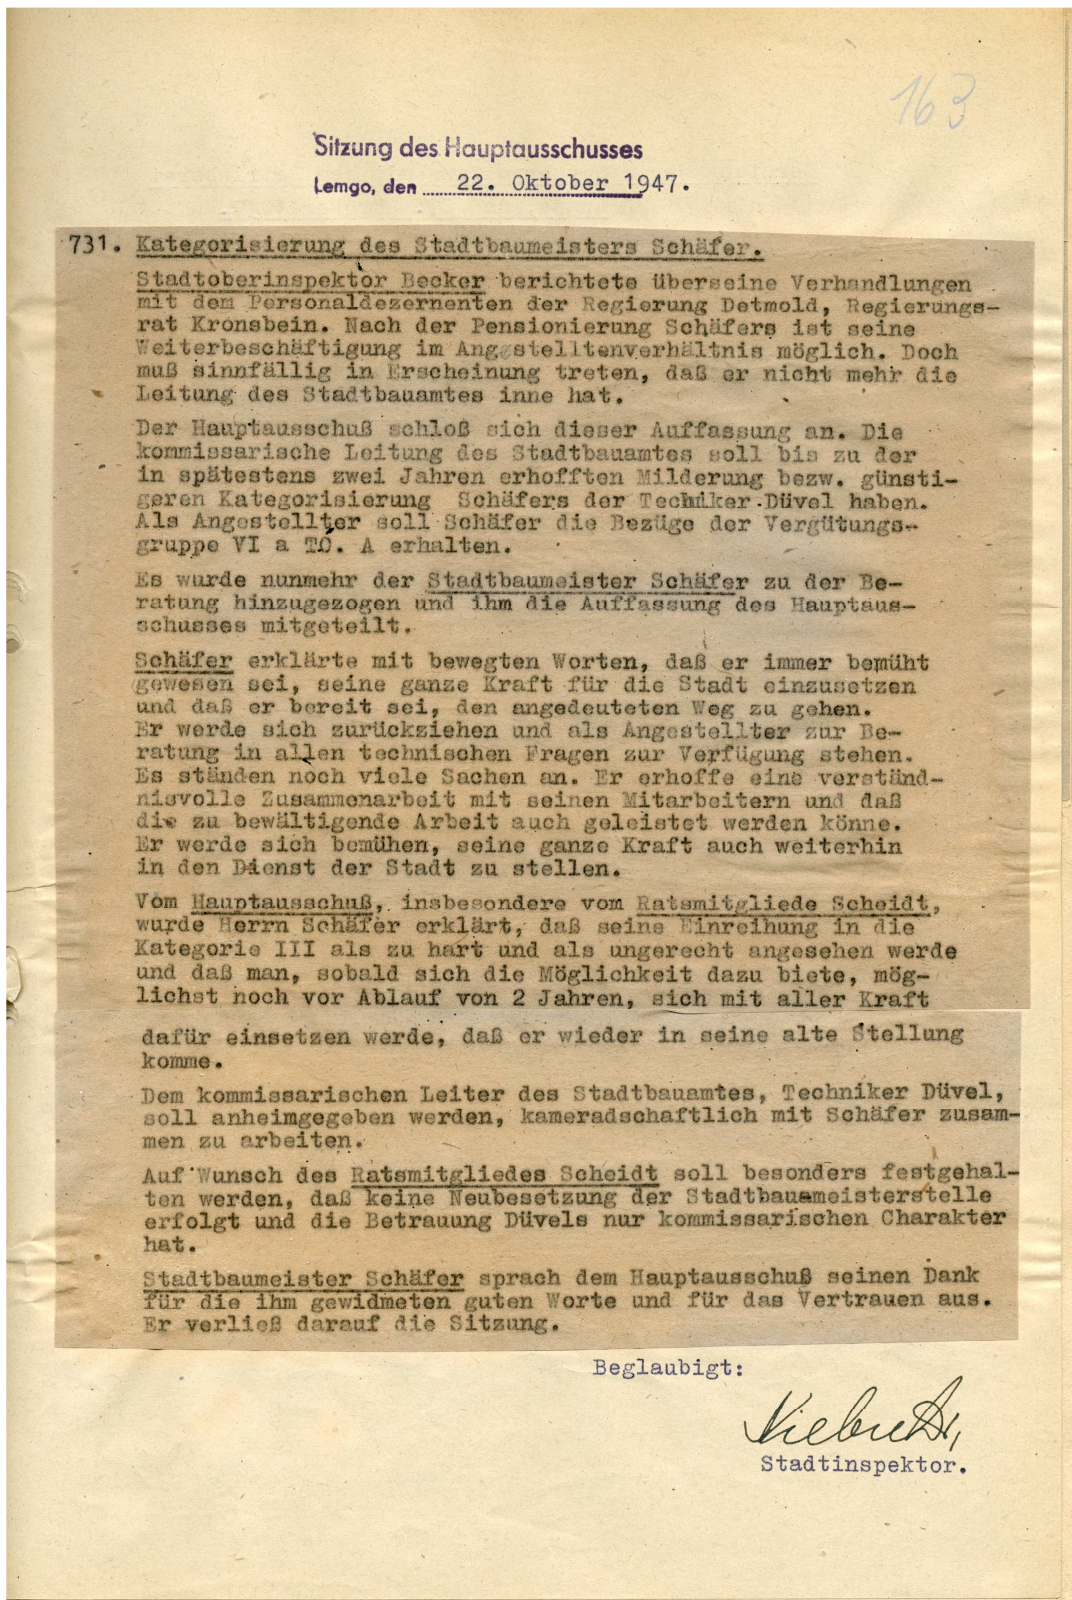 163
Sitzung des Hauptausschusses
Lemgo, den 22. Oktober 1947.
731. Kategorisierung des Stadtbaumeisters Schäfer.
Stadtoberinspektor Becker berichtete überseine Verhandlungen
mit dem Personaldezernenten der Regierung Detmold, Regierungs-
rat Kronsbein. Nach der Pensionierung Schäfers ist seine
Weiterbeschäftigung im Angestelltenverhältnis möglich. Doch
muß sinnfällig in Erscheinung treten, daß er nicht mehr die
Leitung des Stadtbauamtes inne hat.
Der Hauptausschuß schloß sich dieser Auffassung an. Die
kommissarische Leitung des Stadtbauamtes soll bis zu der
in spätestens zwei Jahren erhofften Milderung bezw. günsti-
geren Kategorisierung Schäfers der Techniker Düvel haben.
Als Angestellter soll Schäfer die Bezüge der Vergütungs-
gruppe VI a TO. A erhalten.
Es wurde nunmehr der Stadtbaumeister Schäfer zu der Be-
ratung hinzugezogen und ihm die Auffassung des Hauptaus-
schusses mitgeteilt.
Schäfer erklärte mit bewegten Worten, daß er immer bemüht
gewesen sei, seine ganze Kraft für die Stadt einzusetzen
und daß er bereit sei, den angedeuteten Weg zu gehen.
Er werde sich zurückziehen und als Angestellter zur Be-
ratung in allen technischen Fragen zur Verfügung stehen.
Es ständen noch viele Sachen an. Er erhoffe eine verständ-
nisvolle Zusammenarbeit mit seinen Mitarbeitern und daß
die zu bewältigende Arbeit auch geleistet werden könne.
Er werde sich bemühen, seine ganze Kraft auch weiterhin
in den Dienst der Stadt zu stellen.
Vom Hauptausschuß, insbesondere vom Ratsmitgliede Scheidt,
wurde Herrn Schäfer erklärt, daß seine Einreihung in die
Kategorie III als zu hart und als ungerecht angesehen werde
und daß man, sobald sich die Möglichkeit dazu biete, mög-
lichst noch vor Ablauf von 2 Jahren, sich mit aller Kraft
dafür einsetzen werde, daß er wieder in seine alte Stellung
komme.
Dem kommissarischen Leiter des Stadtbauamtes, Techniker Düvel,
soll anheimgegeben werden, kameradschaftlich mit Schäfer zusam-
men zu arbeiten.
Auf Wunsch des Ratsmitgliedes Scheidt soll besonders festgehal-
ten werden, daß keine Neubesetzung der Stadtbaumeisterstelle
erfolgt und die Betrauung Düvels nur kommissarischen Charakter
hat.
Stadtbaumeister Schäfer sprach dem Hauptausschuß seinen Dank
für die ihm gewidmeten guten Worte und für das Vertrauen aus.
Er verließ darauf die Sitzung.
Beglaubigt:
Stadtinspektor.